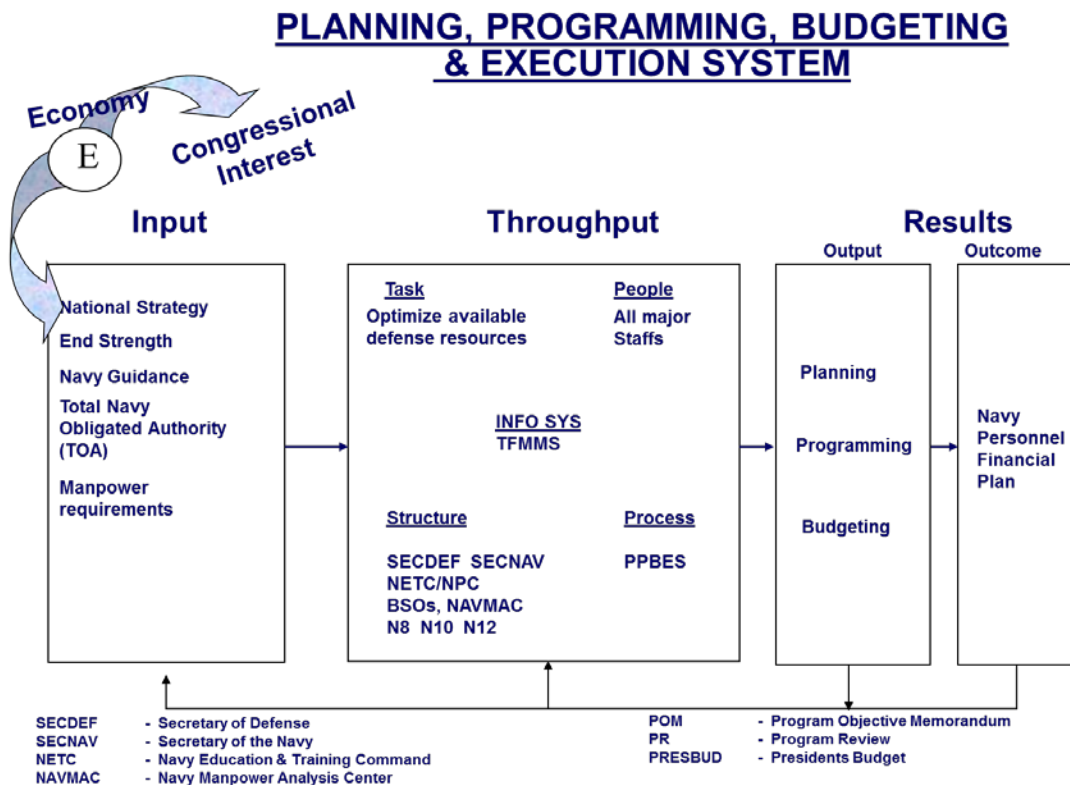 PLANNING, PROGRAMMING, BUDGETING
& EXECUTION SYSTEM
Economy
E
Congressional
Interest
Input
Throughput
Results
Output
Outcome
National Strategy
End Strength
Navy Guidance
Total Navy
Obligated Authority
(TOA)
Manpower
requirements
Task
Optimize available
defense resources
People
All major
Staffs
INFO SYS
TFMMS
Structure
SECDEF SECNAV
NETC/NPC
BSOs, NAVMAC
N8 N10 N12
Process
PPBES
Planning
Programming
Budgeting
Navy
Personnel
Financial
Plan
SECDEF - Secretary of Defense
SECNAV - Secretary of the Navy
NETC - Navy Education & Training Command
NAVMAC - Navy Manpower Analysis Center
POM - Program Objective Memorandum
PR - Program Review
PRESBUD - Presidents Budget